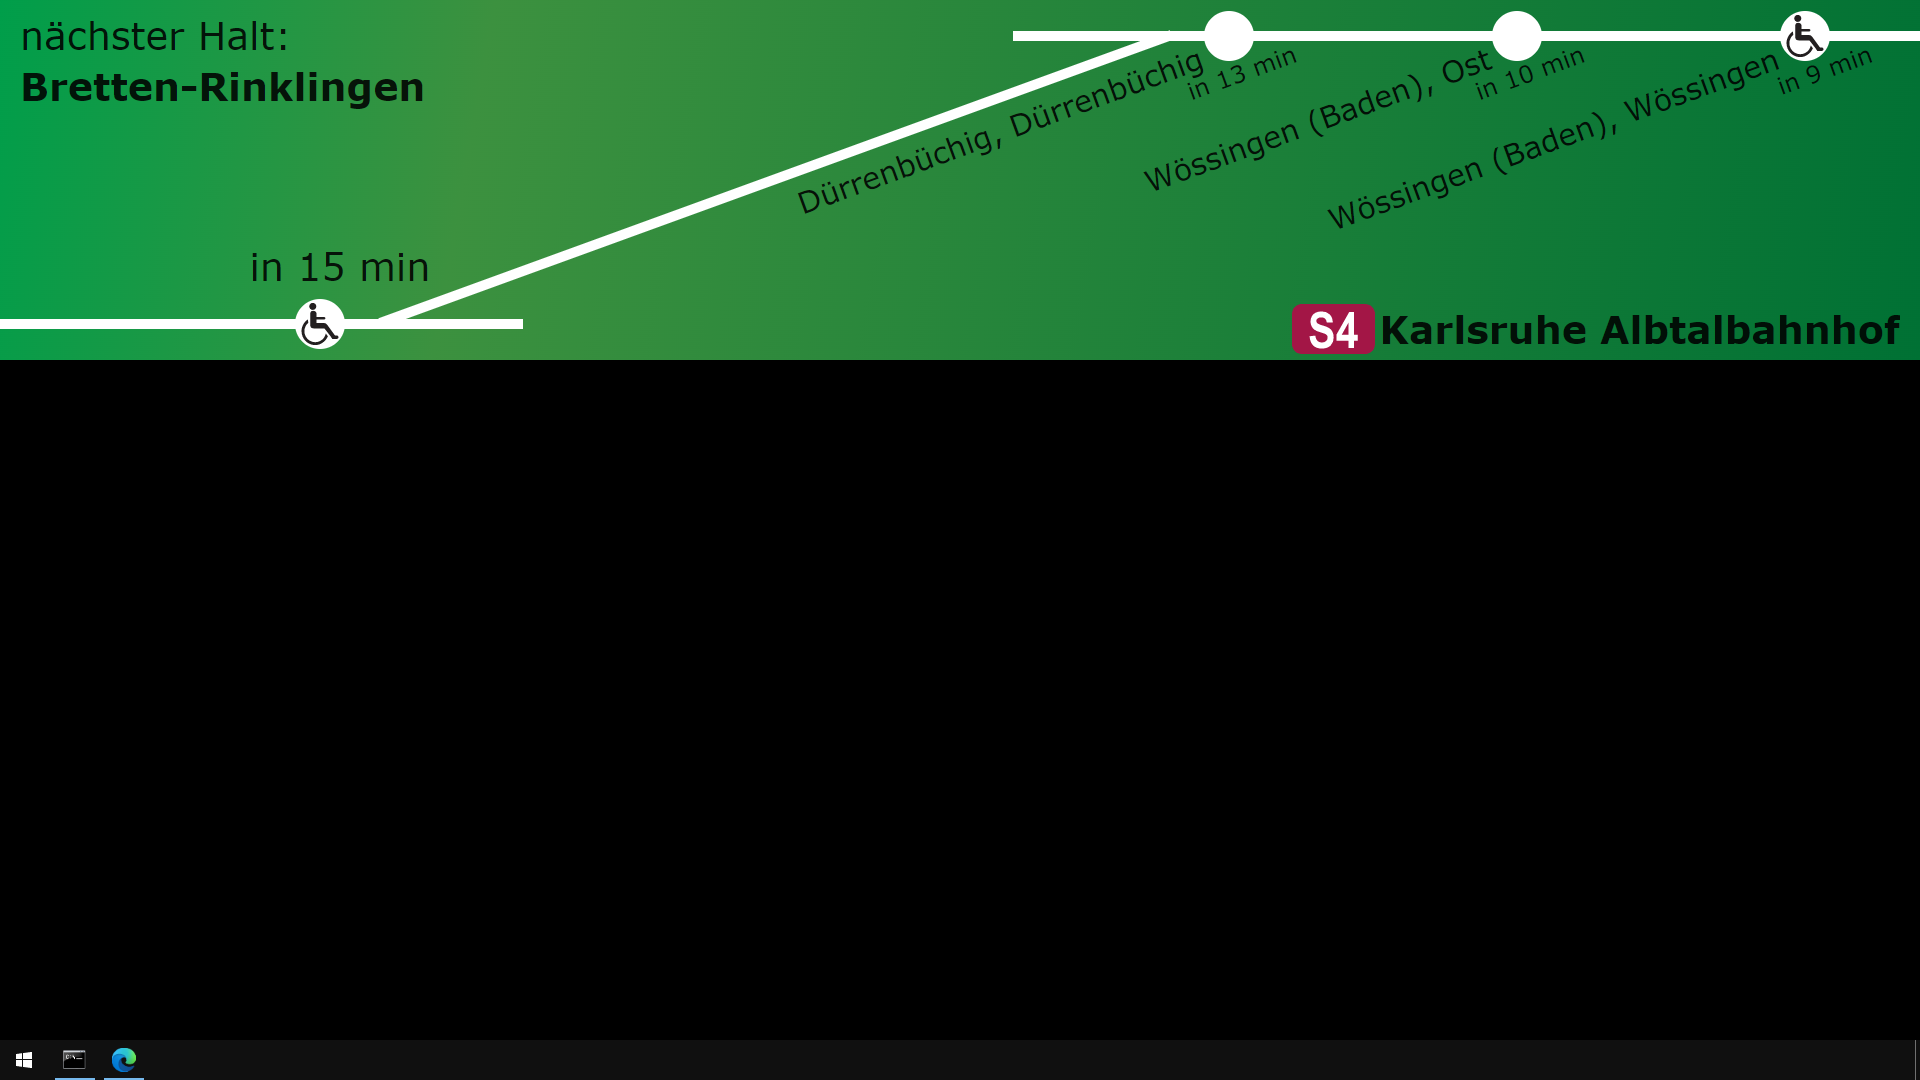 nächster Halt:
Bretten-Rinklingen
in 15 min
Dürrenbüchig, Dürrenbüchig
in 13 min
Wössingen (Baden), Ost
in 10 min
Wössingen (Baden), Wössingen
in 9 min
S4 Karlsruhe Albtalbahnhof